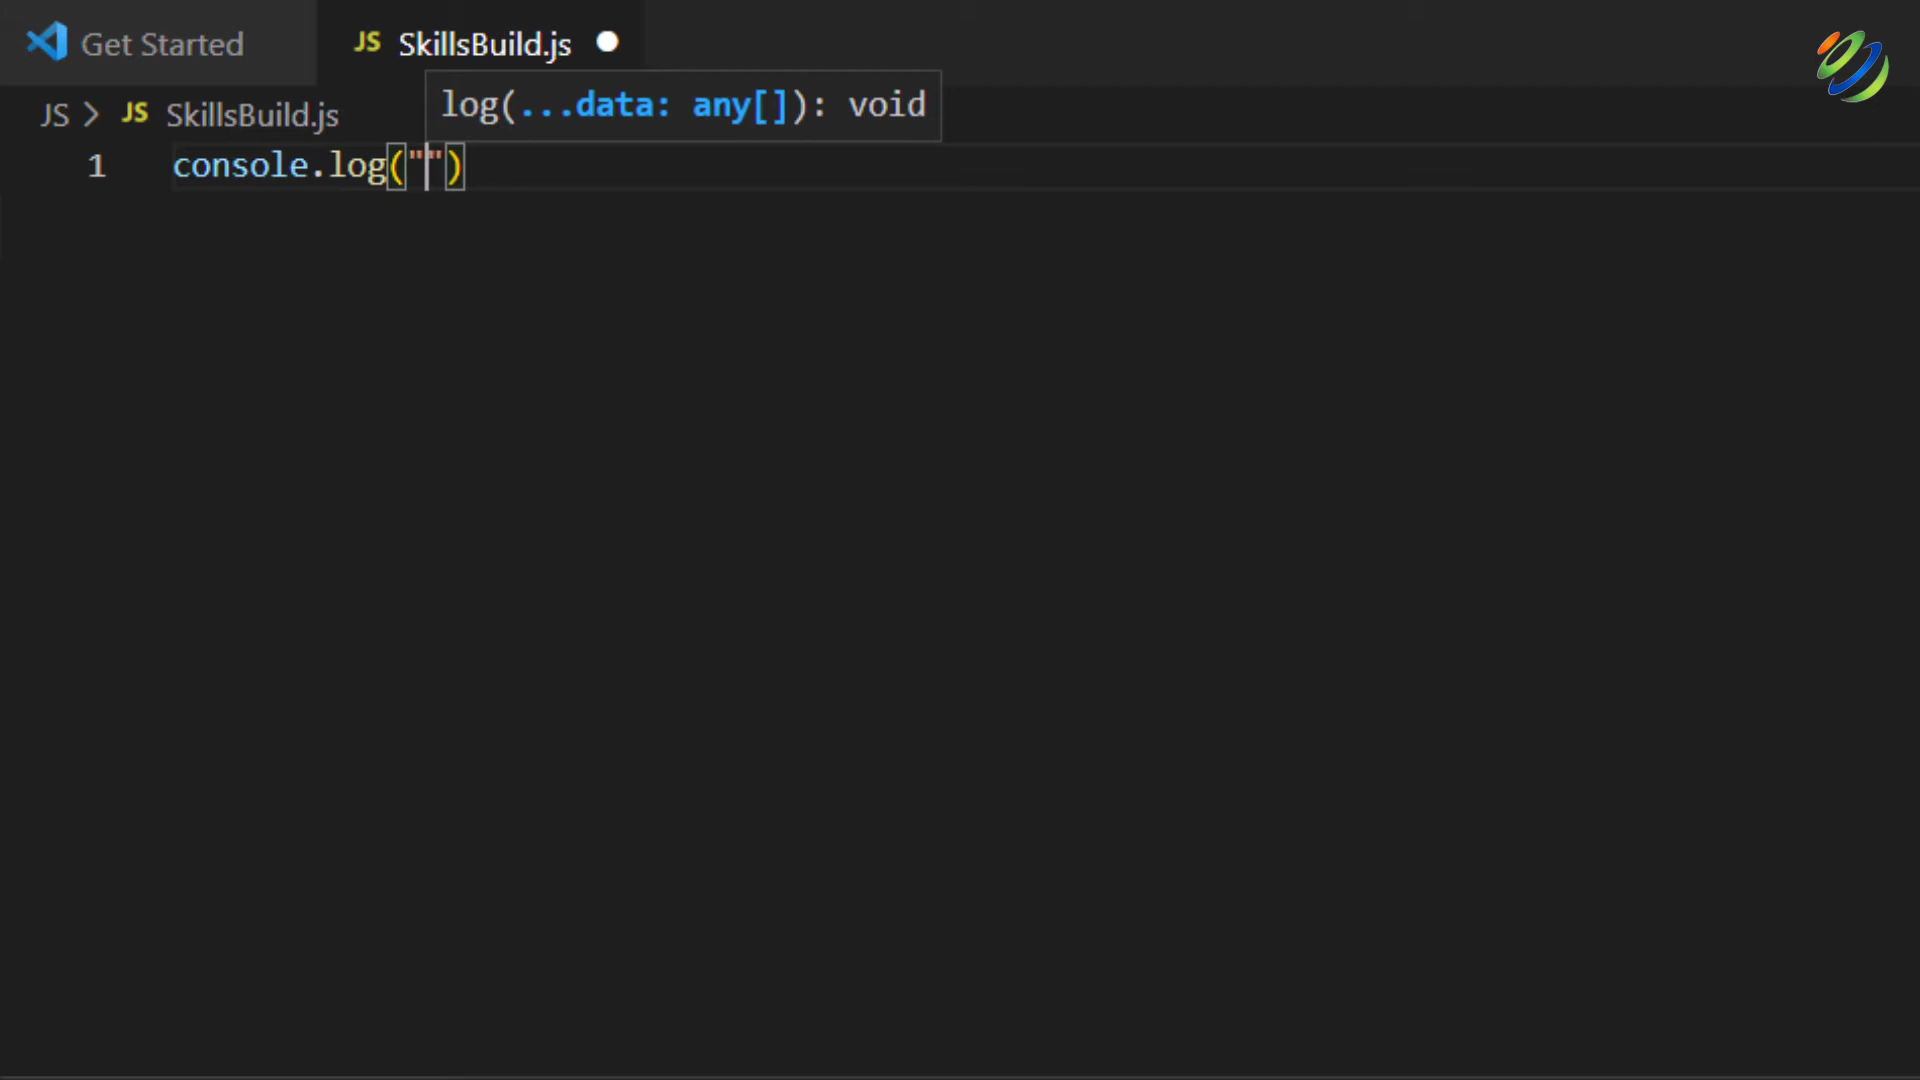 Get Started
JS SkillsBuild.js
log(...data: any[]): void
JS > JS SkillsBuild.js
1 console.log("")